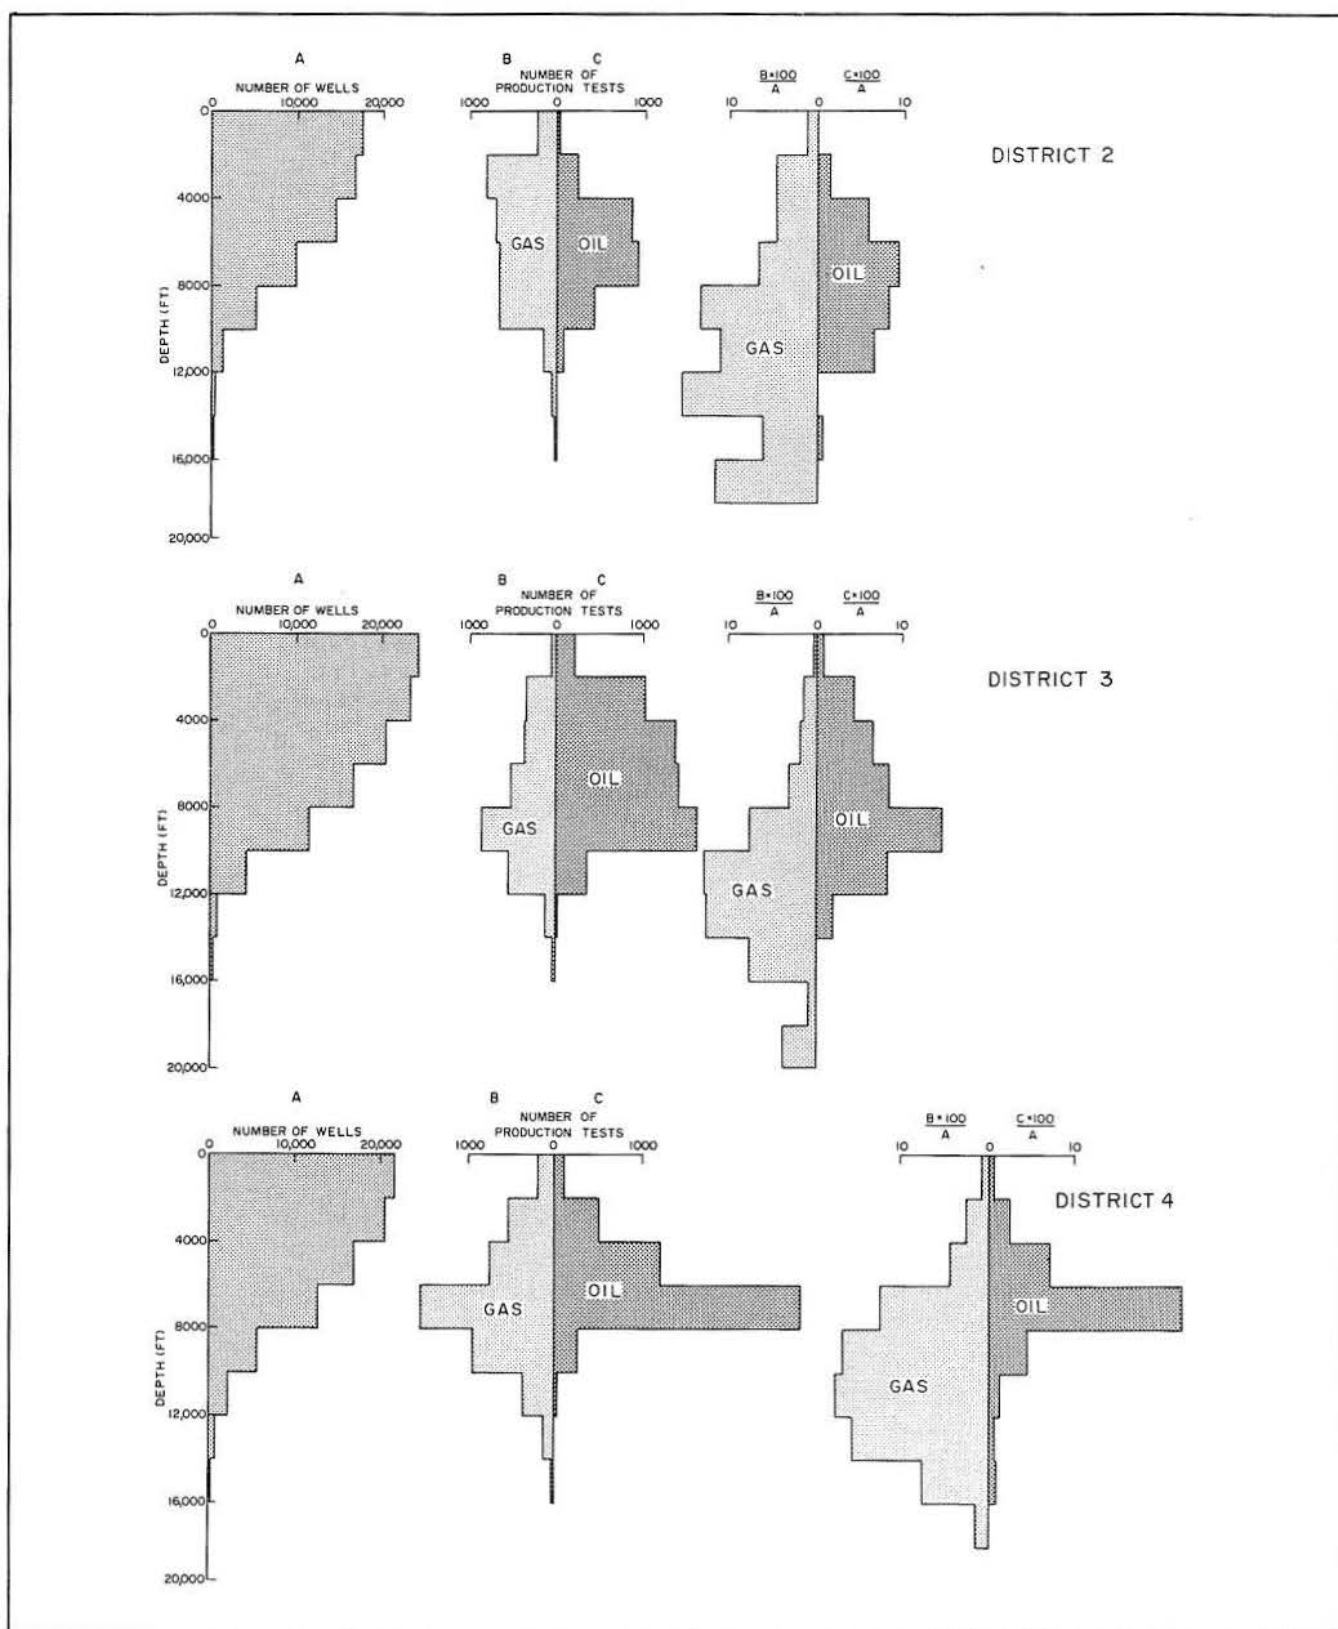 A
B
C
NUMBER OF WELLS
NUMBER OF
PRODUCTION TESTS
B×100
A
C×100
A
0
10,000
20,000
1000
0
1000
10
0
10
0
4000
8000
12,000
16,000
20,000
DEPTH (FT)
GAS
OIL
GAS
OIL
DISTRICT 2
A
B
C
NUMBER OF WELLS
NUMBER OF
PRODUCTION TESTS
B×100
A
C×100
A
0
10,000
20,000
1000
0
1000
10
0
10
0
4000
8000
12,000
16,000
20,000
DEPTH (FT)
GAS
OIL
GAS
OIL
DISTRICT 3
A
B
C
NUMBER OF WELLS
NUMBER OF
PRODUCTION TESTS
B×100
A
C×100
A
0
10,000
20,000
1000
0
1000
10
0
10
0
4000
8000
12,000
16,000
20,000
DEPTH (FT)
GAS
OIL
GAS
OIL
DISTRICT 4